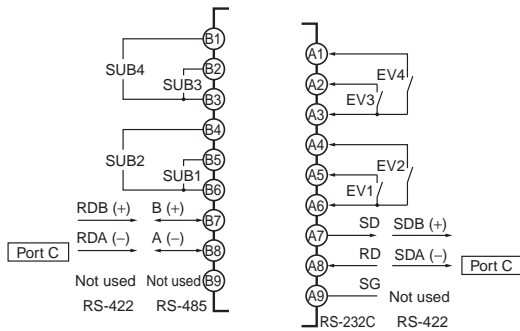 B1
SUB4
B2
SUB3
B3
B4
SUB2
B5
SUB1
B6
RDB (+) B (+) B7
RDA (−) A (−) B8
Port C
Not used Not used B9
RS-422 RS-485
A1
EV4
A2
EV3
A3
A4
EV2
A5
EV1
A6
A7 SD SDB (+)
A8 RD SDA (−) Port C
A9 SG Not used
RS-232C RS-422